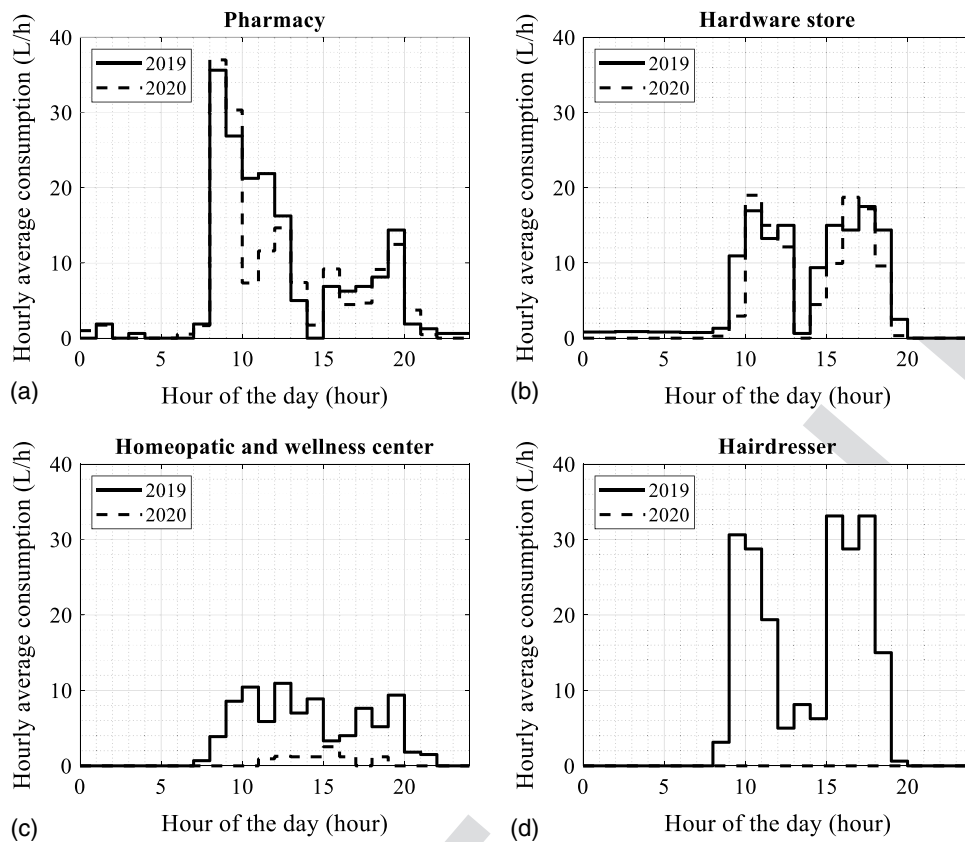 Pharmacy
Hourly average consumption (L/h)
40
30
20
10
0
2019
2020
0 5 10 15 20
Hour of the day (hour)
(a)
Hardware store
Hourly average consumption (L/h)
40
30
20
10
0
2019
2020
0 5 10 15 20
Hour of the day (hour)
(b)
Homeopatic and wellness center
Hourly average consumption (L/h)
40
30
20
10
0
2019
2020
0 5 10 15 20
Hour of the day (hour)
(c)
Hairdresser
Hourly average consumption (L/h)
40
30
20
10
0
2019
2020
0 5 10 15 20
Hour of the day (hour)
(d)